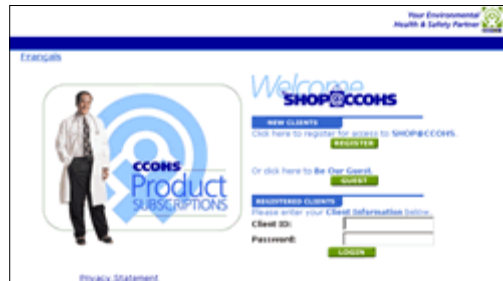 Your Environmental
Health & Safety Partner
CCOHS
Français
Welcome
SHOP@CCOHS
NEW CLIENTS
Click here to register for access to SHOP@CCOHS.
REGISTER
Or click here to Be Our Guest.
GUEST
CCOHS
Product
SUBSCRIPTIONS
REGISTERED CLIENTS
Please enter your Client Information below.
Client ID:
Password:
LOGIN
Privacy Statement